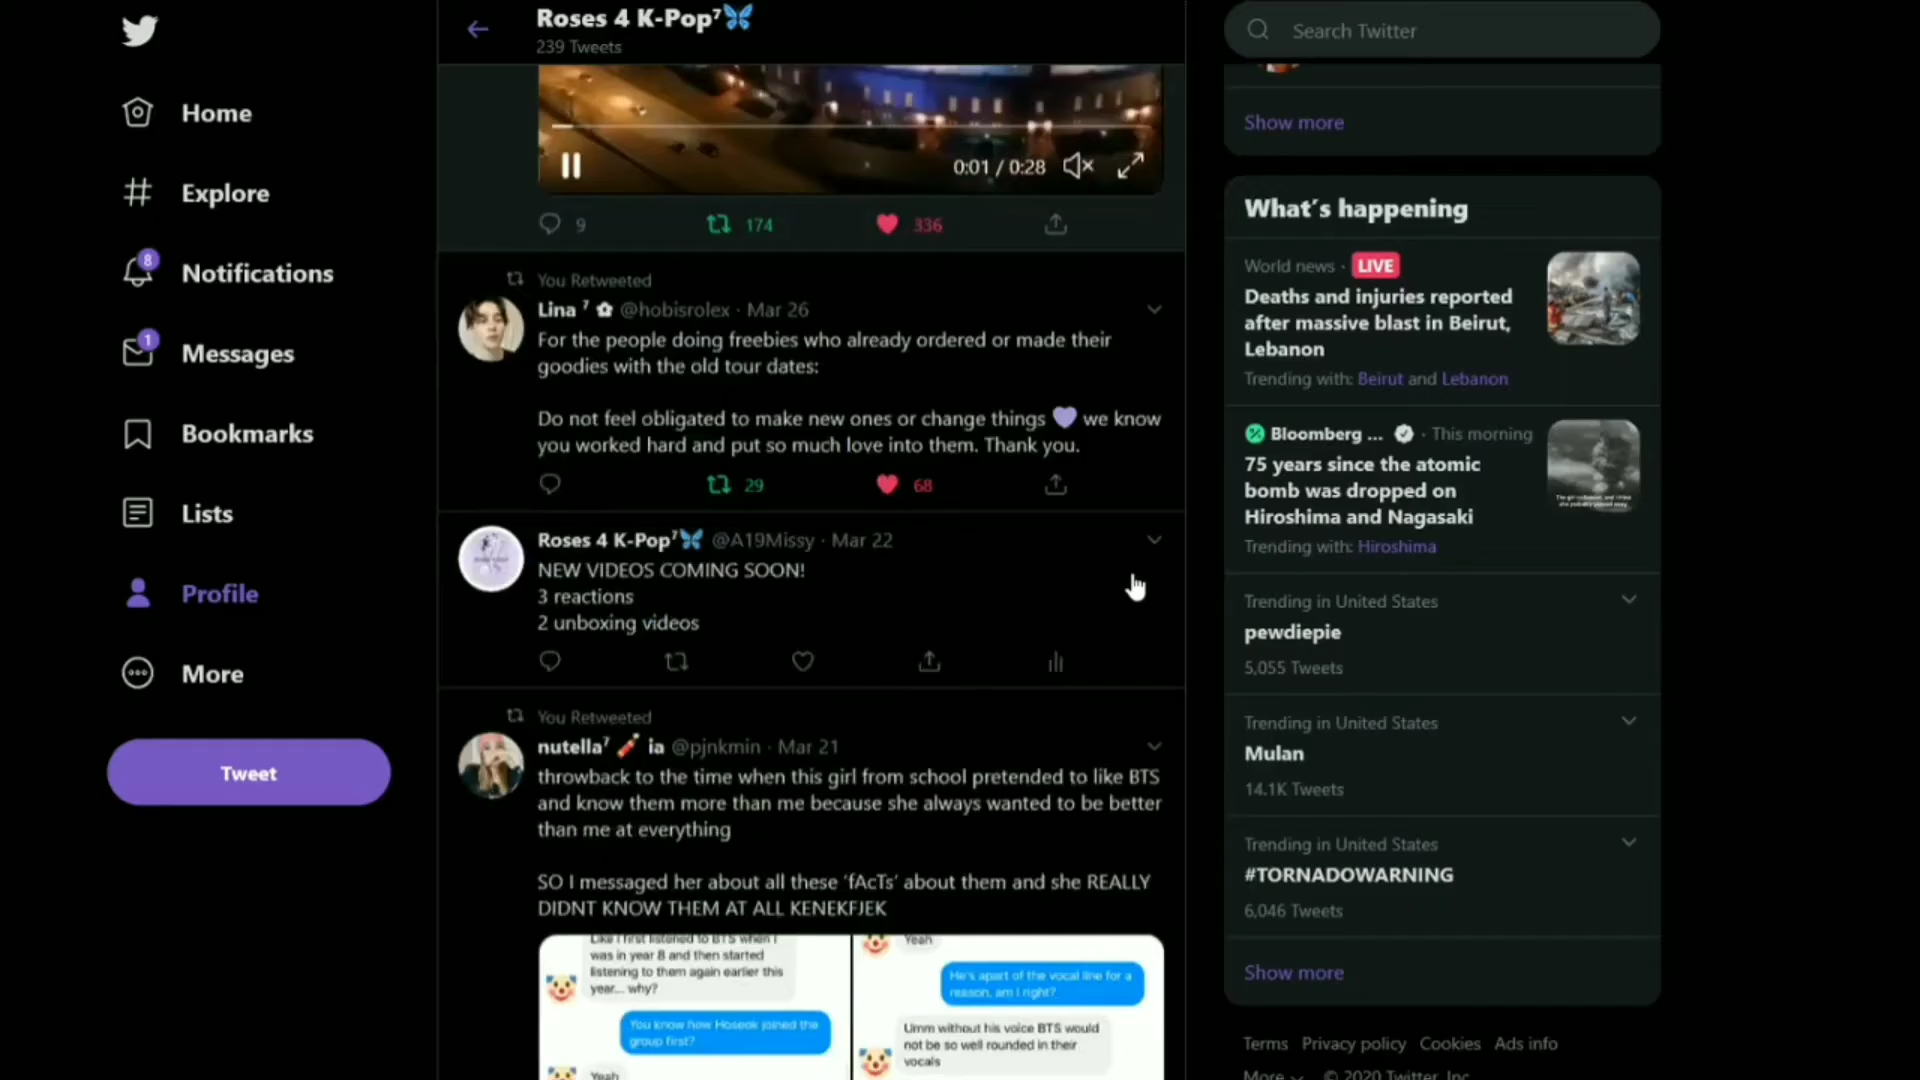 Home
Explore
8
Notifications
1
Messages
Bookmarks
Lists
Profile
More
Tweet
Roses 4 K-Pop⁷🦋
239 Tweets
0:01 / 0:28
9
174
336
You Retweeted
Lina ⁷ ✿ @hobisrolex · Mar 26
For the people doing freebies who already ordered or made their
goodies with the old tour dates:
Do not feel obligated to make new ones or change things 💜 we know
you worked hard and put so much love into them. Thank you.
29
68
Roses 4 K-Pop⁷🦋 @A19Missy · Mar 22
NEW VIDEOS COMING SOON!
3 reactions
2 unboxing videos
You Retweeted
nutella⁷ 🧨 ia @pjnkmin · Mar 21
throwback to the time when this girl from school pretended to like BTS
and know them more than me because she always wanted to be better
than me at everything
SO I messaged her about all these ‘fAcTs’ about them and she REALLY
DIDNT KNOW THEM AT ALL KENEKFJEK
Like I first listened to BTS when I
was in year 8 and then started
listening to them again earlier this
year... why?
You know how Hoseok joined the
group first?
Yeah
Yeah
He's apart of the vocal line for a
reason, am I right?
Umm without his voice BTS would
not be so well rounded in their
vocals
Search Twitter
Show more
What's happening
World news · LIVE
Deaths and injuries reported
after massive blast in Beirut,
Lebanon
Trending with: Beirut and Lebanon
Bloomberg ... · This morning
75 years since the atomic
bomb was dropped on
Hiroshima and Nagasaki
Trending with: Hiroshima
Trending in United States
pewdiepie
5,055 Tweets
Trending in United States
Mulan
14.1K Tweets
Trending in United States
#TORNADOWARNING
6,046 Tweets
Show more
Terms Privacy policy Cookies Ads info
More © 2020 Twitter, Inc.